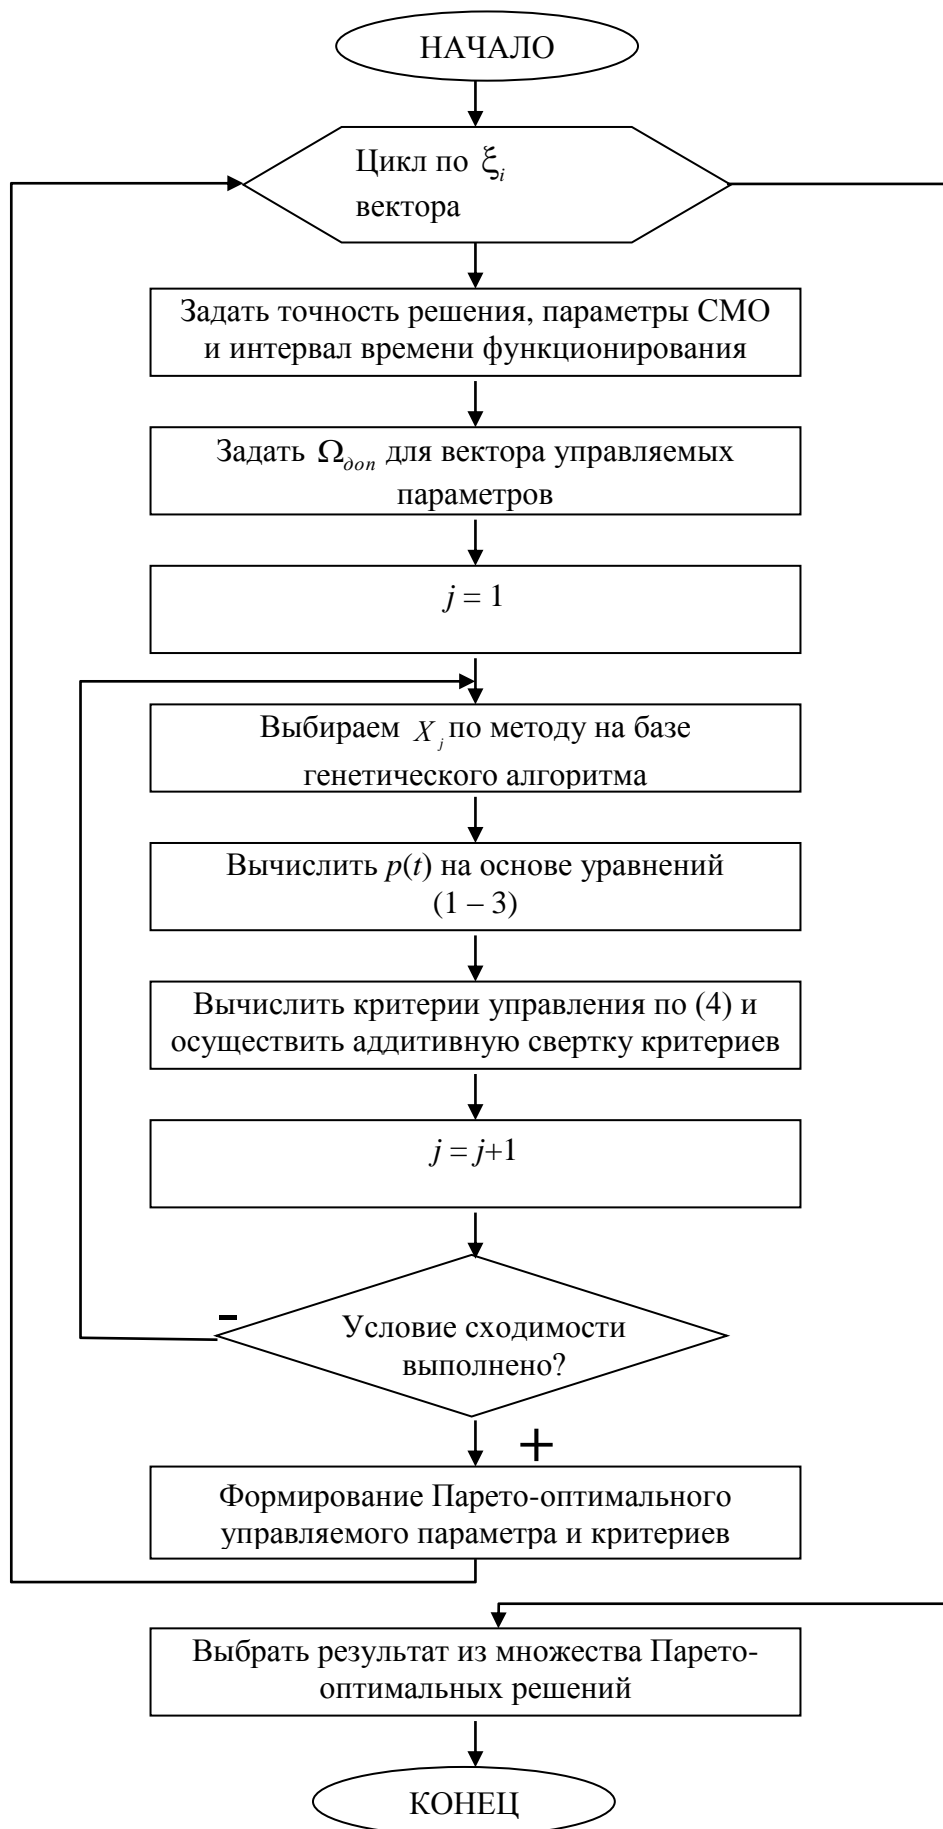 НАЧАЛО
Цикл по ξi
вектора
Задать точность решения, параметры СМО
и интервал времени функционирования
Задать Ωдоп для вектора управляемых
параметров
j = 1
Выбираем Xj по методу на базе
генетического алгоритма
Вычислить p(t) на основе уравнений
(1 – 3)
Вычислить критерии управления по (4) и
осуществить аддитивную свертку критериев
j = j+1
-
Условие сходимости
выполнено?
+
Формирование Парето-оптимального
управляемого параметра и критериев
Выбрать результат из множества Парето-
оптимальных решений
КОНЕЦ